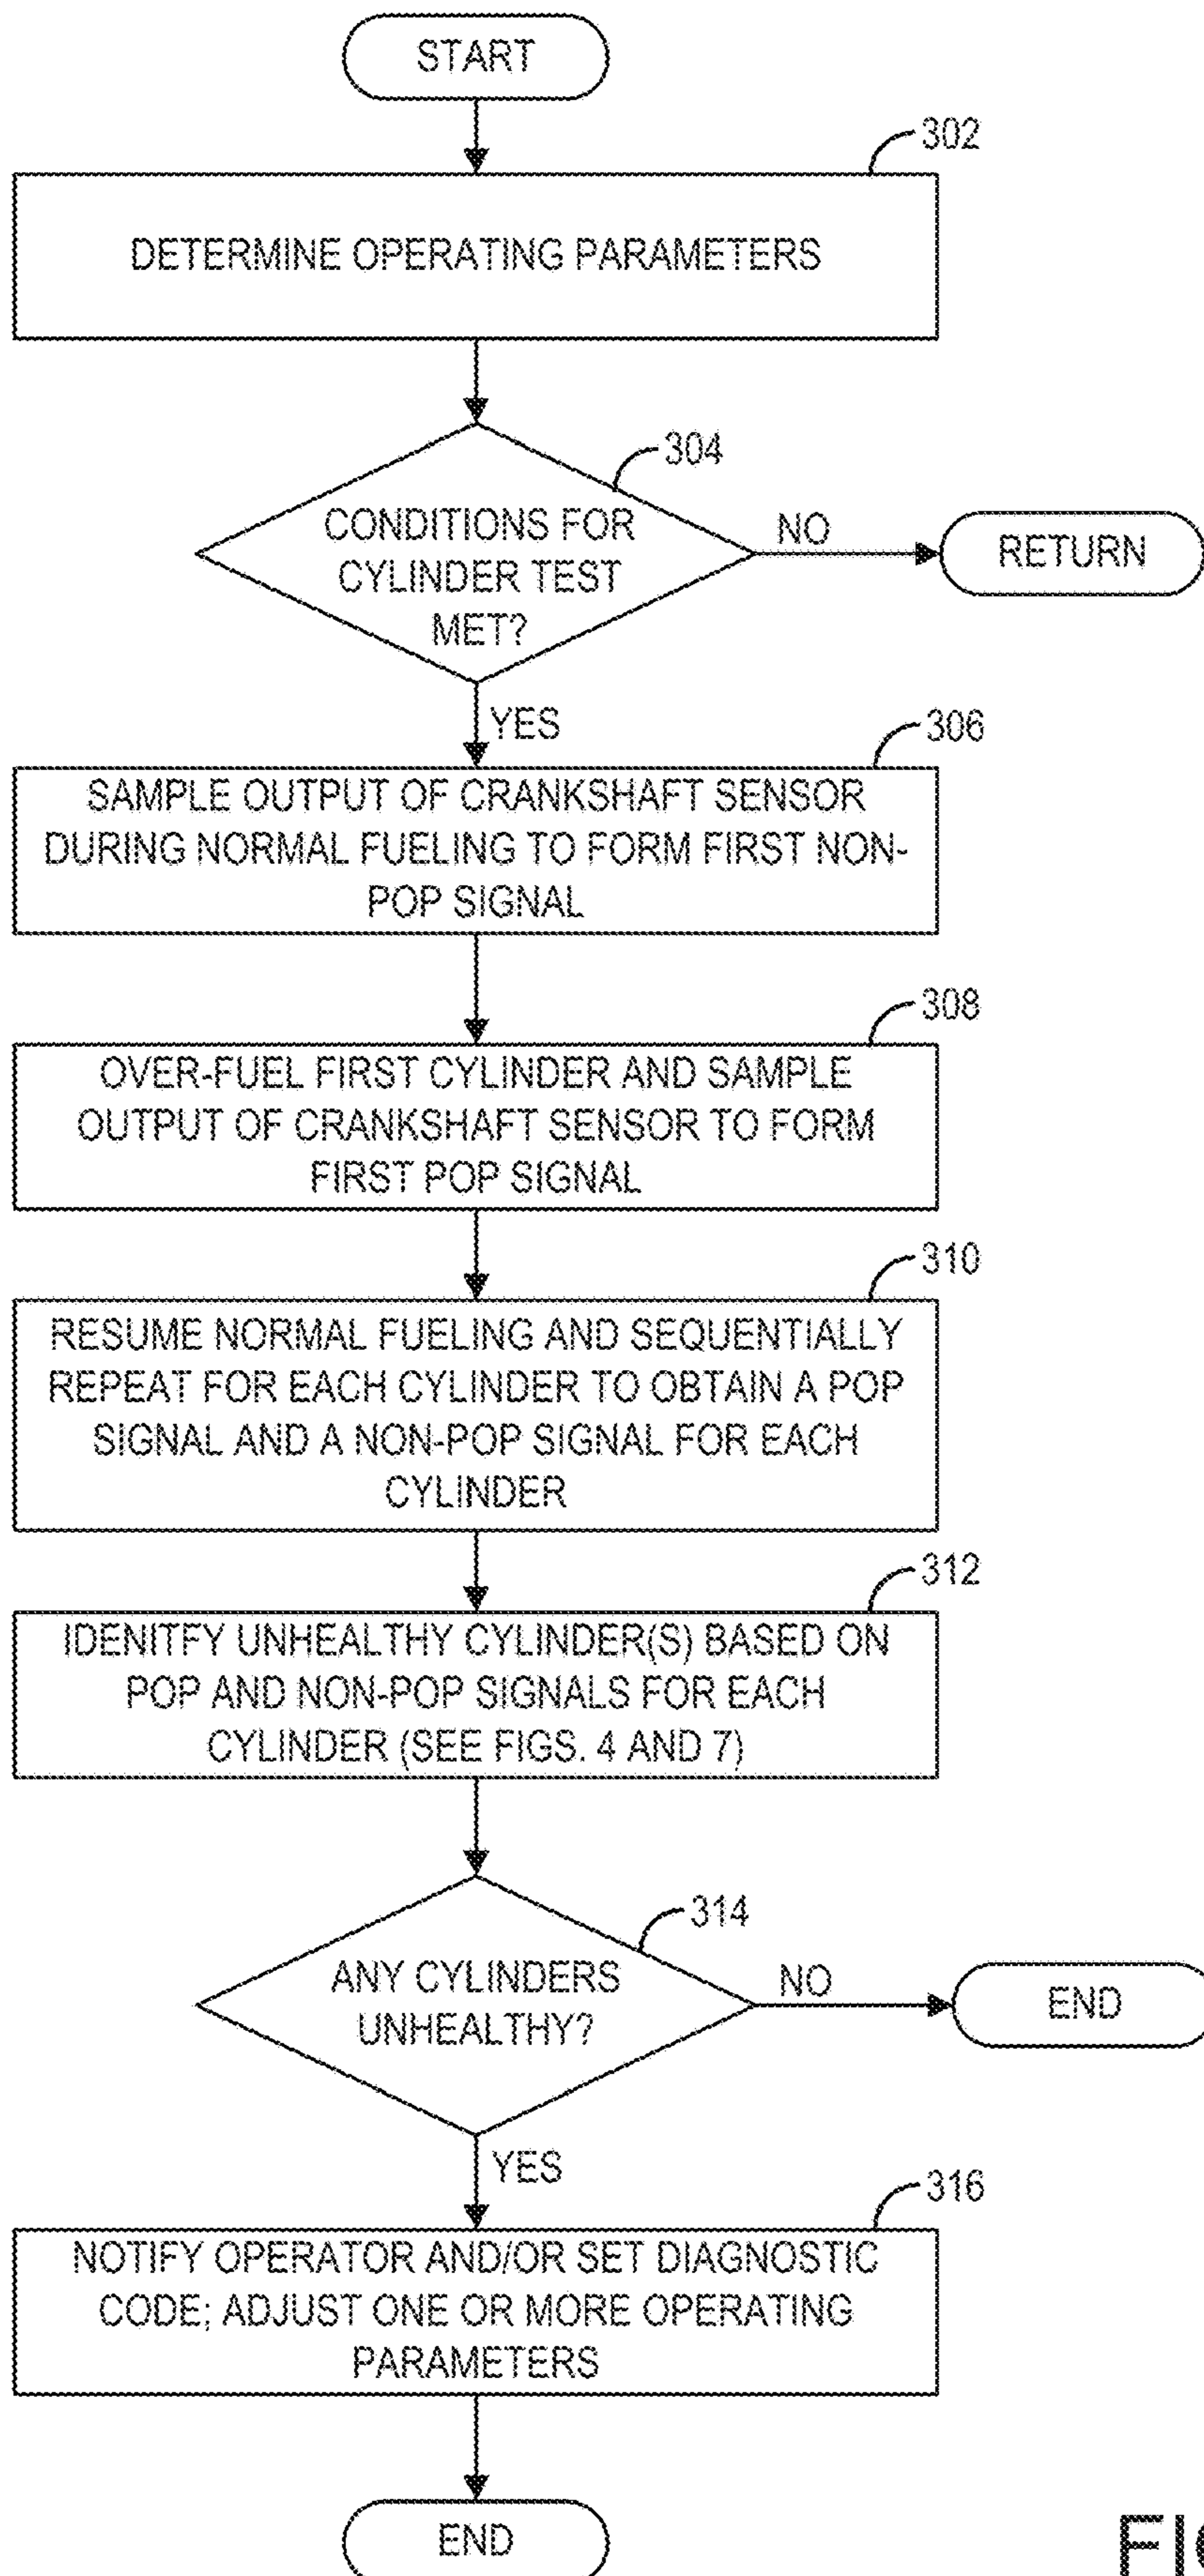 START
302
DETERMINE OPERATING PARAMETERS
304
CONDITIONS FOR
CYLINDER TEST
MET?
NO
RETURN
YES
306
SAMPLE OUTPUT OF CRANKSHAFT SENSOR
DURING NORMAL FUELING TO FORM FIRST NON-
POP SIGNAL
308
OVER-FUEL FIRST CYLINDER AND SAMPLE
OUTPUT OF CRANKSHAFT SENSOR TO FORM
FIRST POP SIGNAL
310
RESUME NORMAL FUELING AND SEQUENTIALLY
REPEAT FOR EACH CYLINDER TO OBTAIN A POP
SIGNAL AND A NON-POP SIGNAL FOR EACH
CYLINDER
312
IDENITFY UNHEALTHY CYLINDER(S) BASED ON
POP AND NON-POP SIGNALS FOR EACH
CYLINDER (SEE FIGS. 4 AND 7)
314
ANY CYLINDERS
UNHEALTHY?
NO
END
YES
316
NOTIFY OPERATOR AND/OR SET DIAGNOSTIC
CODE; ADJUST ONE OR MORE OPERATING
PARAMETERS
END